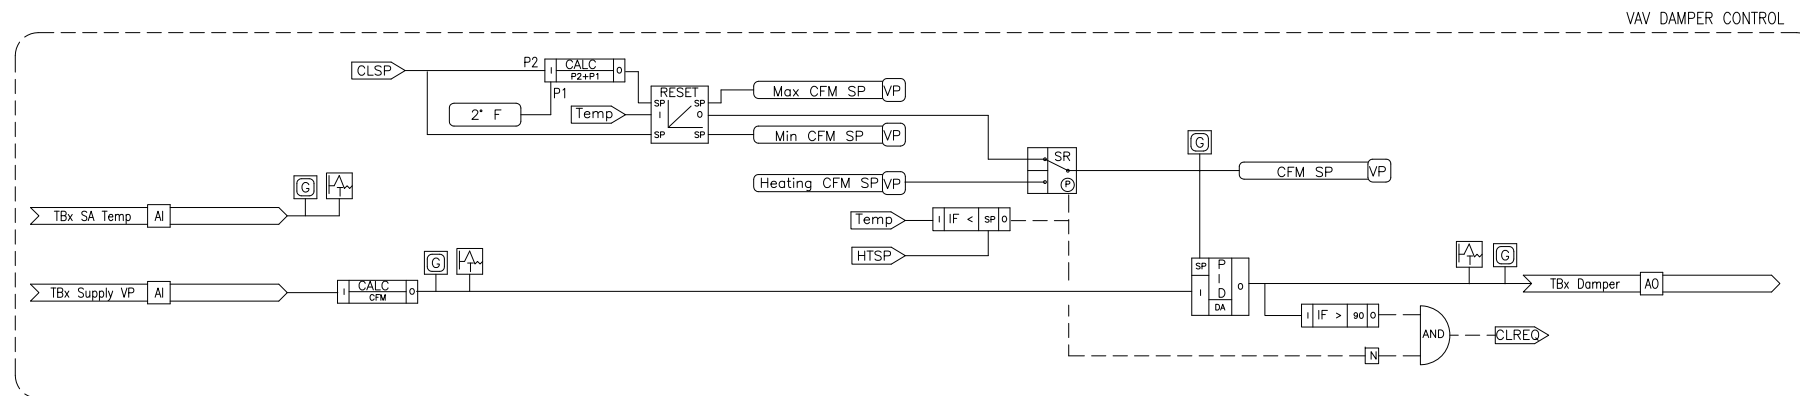 VAV DAMPER CONTROL
CLSP
P2
I CALC O
P2+P1
P1
2° F
Temp
RESET
SP SP
I O
SP SP
Max CFM SP VP
Min CFM SP VP
SR
P
Heating CFM SP VP
G
CFM SP VP
G
TBx SA Temp AI
Temp
I IF < SP O
HTSP
G
TBx Supply VP AI
I CALC O
CFM
SP
I
P
I
D
DA
O
G
TBx Damper AO
I IF > 90 O
AND
CLREQ
N